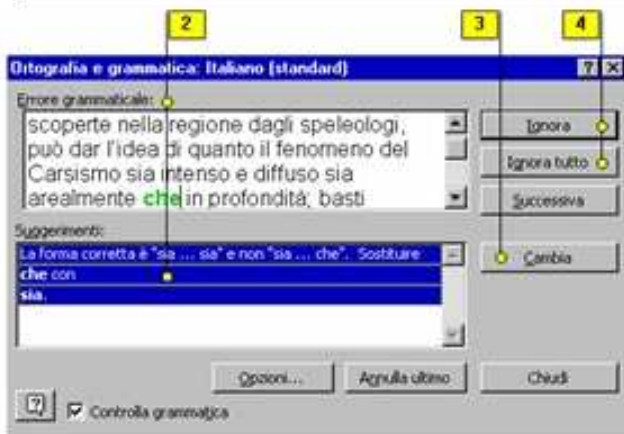 2 3 4
Ortografia e grammatica: Italiano (standard)
Errore grammaticale:
scoperte nella regione dagli speleologi,
può dar l'idea di quanto il fenomeno del
Carsismo sia intenso e diffuso sia
arealmente che in profondità; basti
Ignora
Ignora tutto
Successiva
Suggerimenti:
La forma corretta è "sia ... sia" e non "sia ... che". Sostituire
che con
sia.
Cambia
Opzioni...
Annulla ultimo
Chiudi
Controlla grammatica